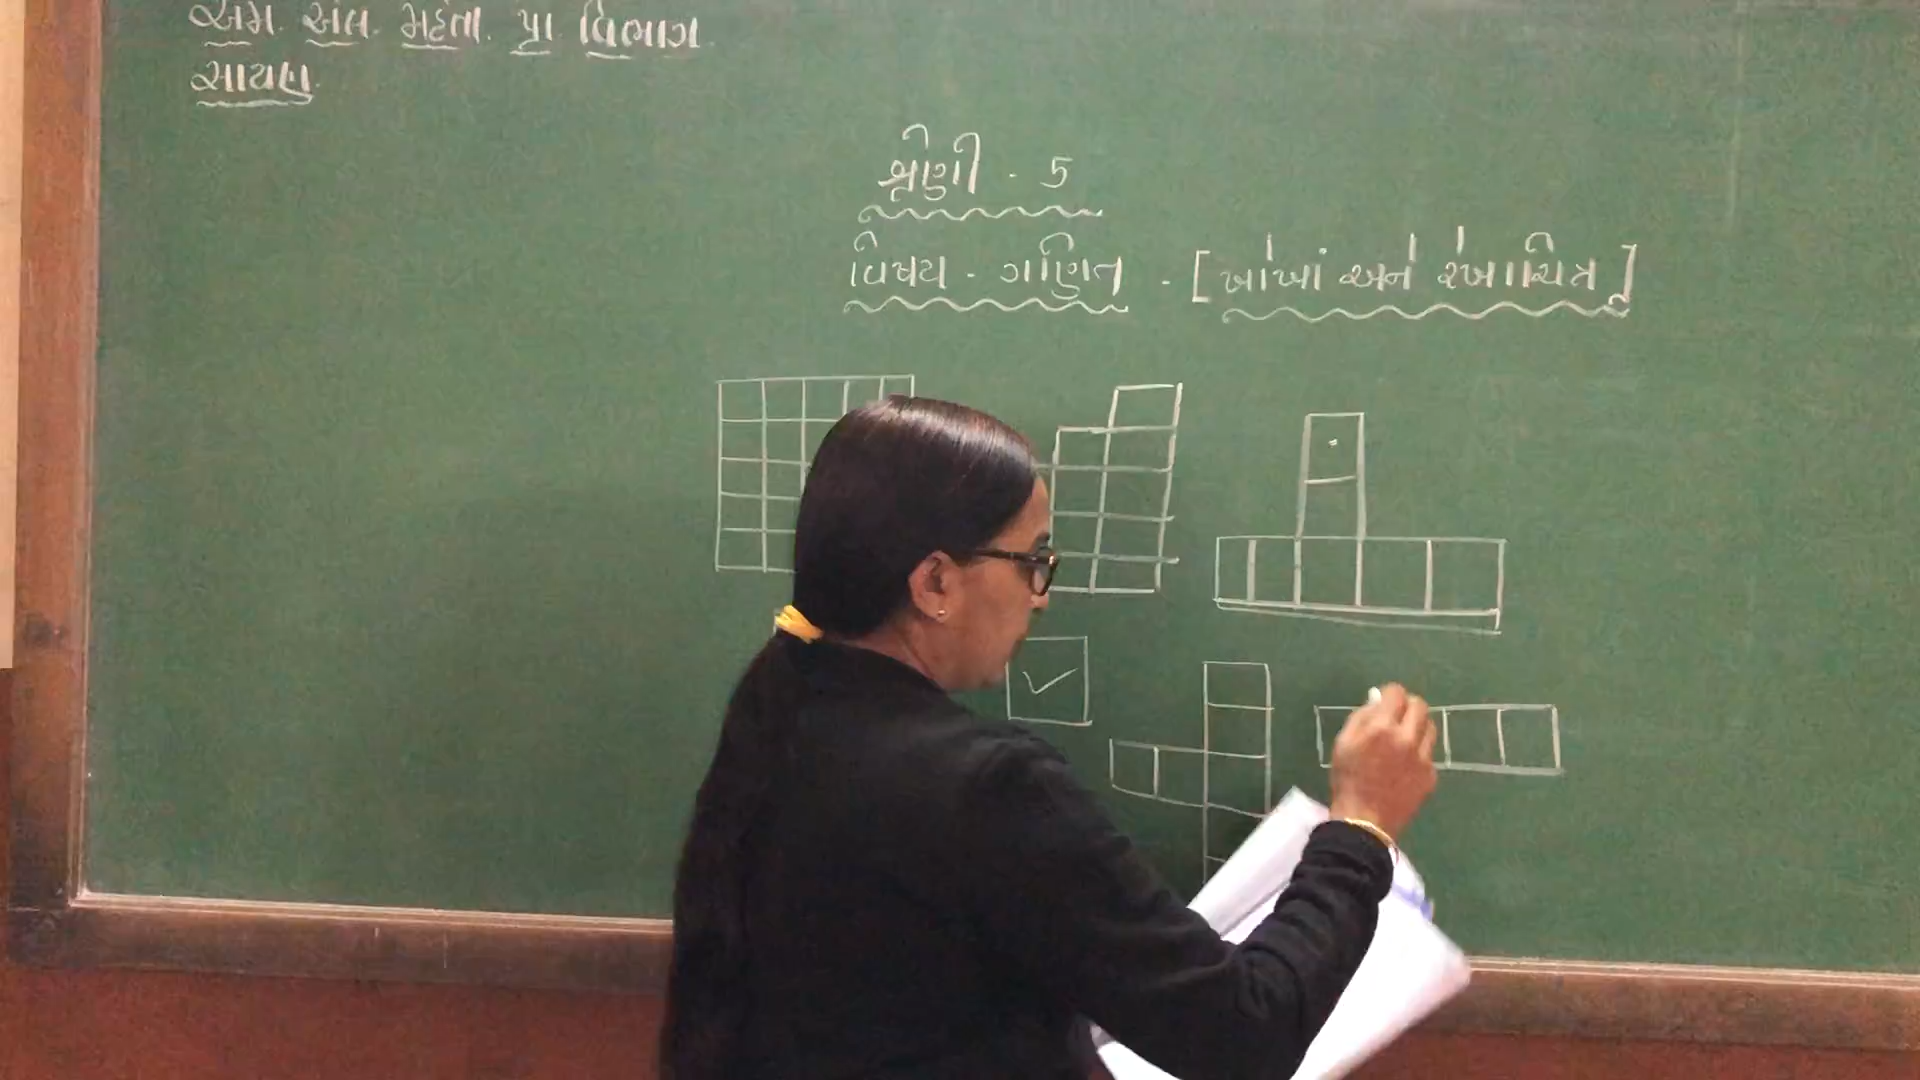 એમ. એલ. મહેતા. પ્રા. વિભાગ
સાયણ.
શ્રેણી - 5
વિષય - ગણિત - [ખોખાં અને રેખાચિત્ર]